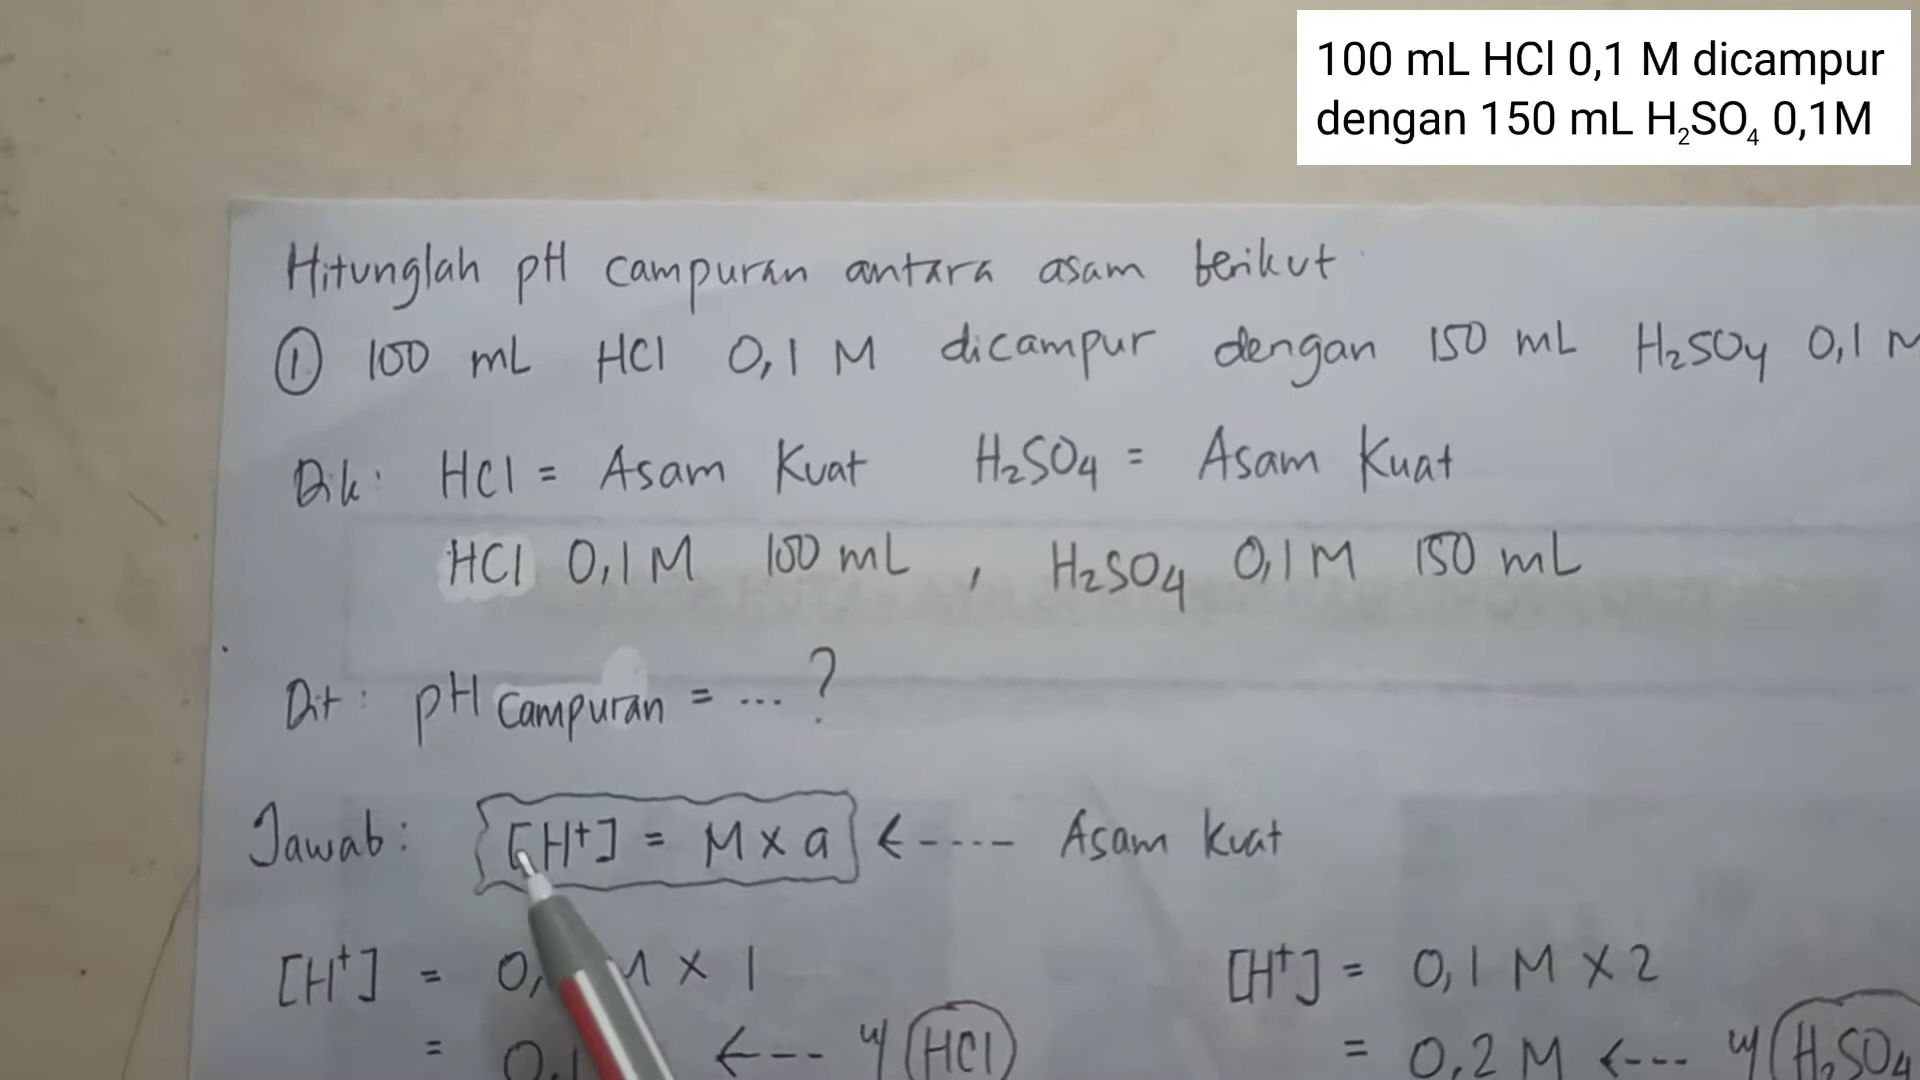 100 mL HCl 0,1 M dicampur
dengan 150 mL H₂SO₄ 0,1M
Hitunglah pH campuran antara asam berikut
① 100 mL HCl 0,1 M dicampur dengan 150 mL H₂SO₄ 0,1 M
Dik: HCl = Asam Kuat H₂SO₄ = Asam Kuat
HCl 0,1 M 100 mL , H₂SO₄ 0,1 M 150 mL
Dit: pH campuran = ... ?
Jawab: [H⁺] = M x a <---- Asam Kuat
[H⁺] = 0, M x 1 [H⁺] = 0,1 M x 2
= 0,1 <--- u/ HCl = 0,2 M <--- u/ H₂SO₄